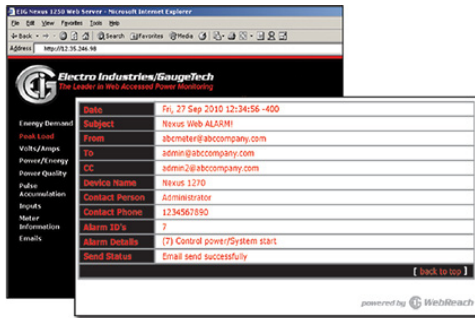 EIG Nexus 1250 Web Server - Microsoft Internet Explorer
File Edit View Favorites Tools Help
Back Search Favorites Media
Address http://12.35.246.98
Electro Industries/GaugeTech
The Leader in Web Accessed Power Monitoring
Energy Demand
Peak Load
Volts/Amps
Power/Energy
Power Quality
Pulse
Accumulation
Inputs
Meter
Information
Emails
Date Fri, 27 Sep 2010 12:34:56 -400
Subject Nexus Web ALARM!
From abcmeter@abccompany.com
To admin@abccompany.com
CC admin2@abccompany.com
Device Name Nexus 1270
Contact Person Administrator
Contact Phone 1234567890
Alarm ID's 7
Alarm Details (7) Control power/System start
Send Status Email send successfully
[ back to top ]
powered by EIG WebReach